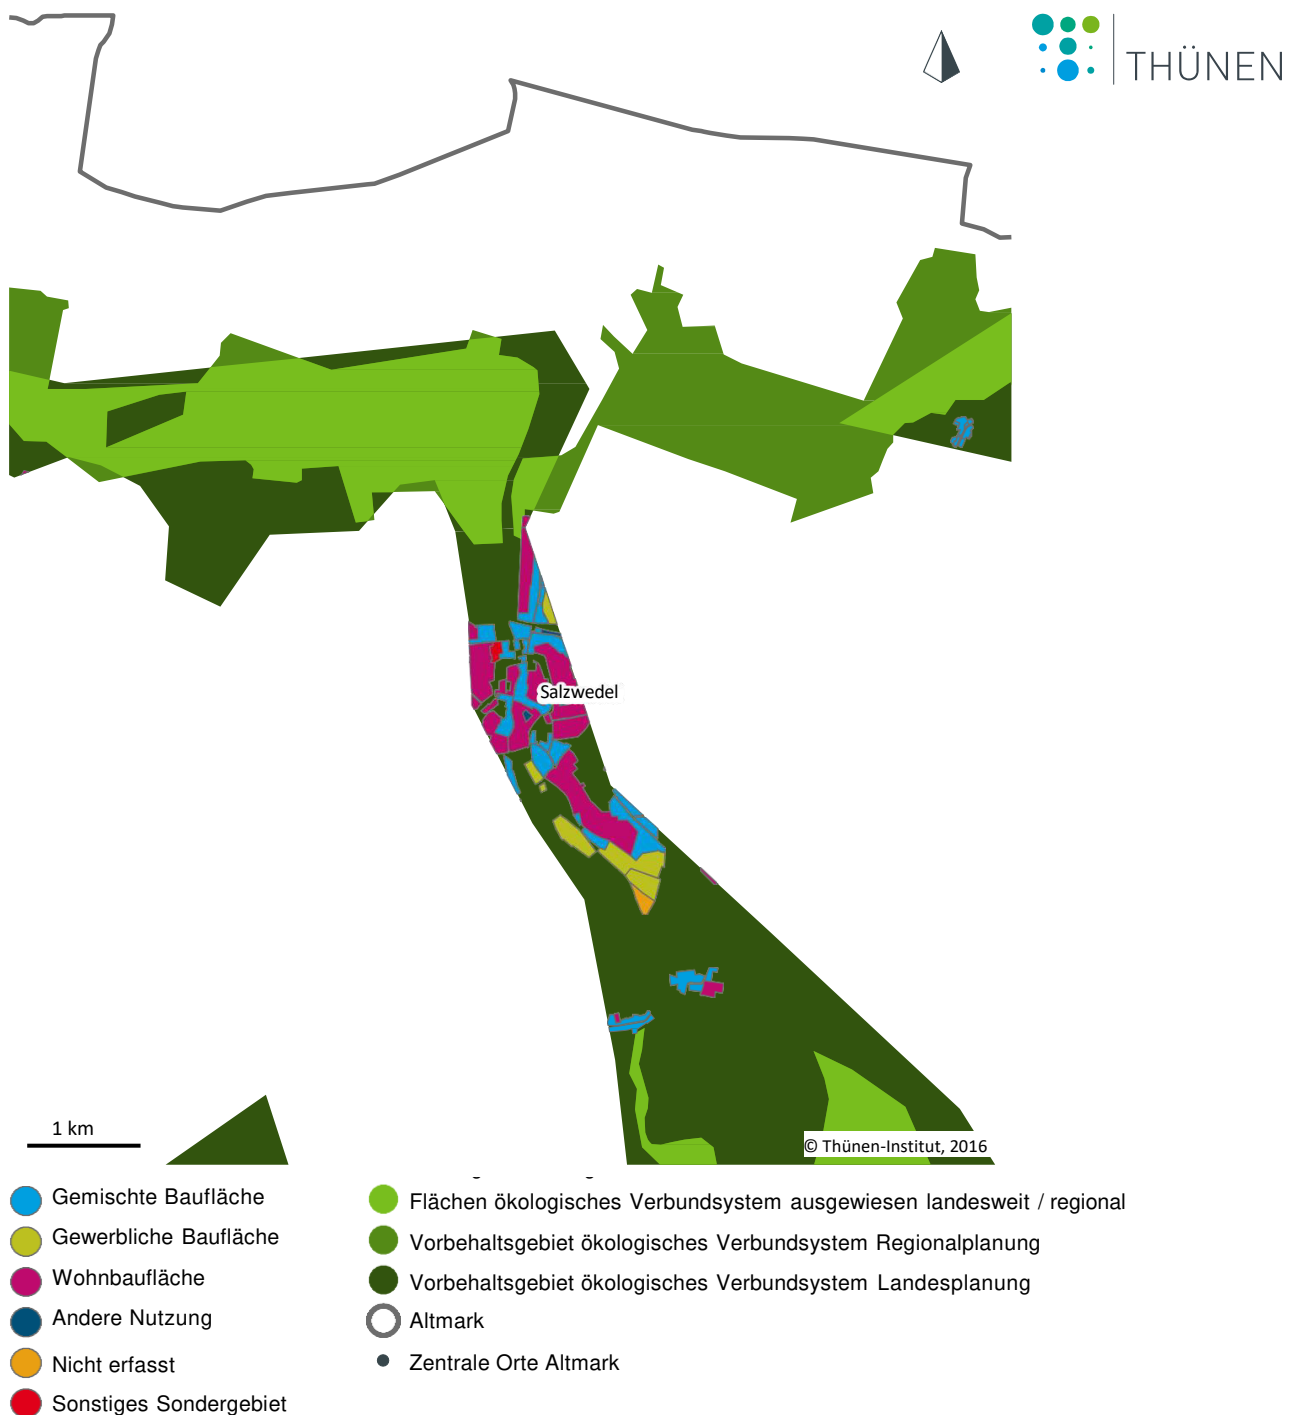 THÜNEN
Salzwedel
1 km
© Thünen-Institut, 2016
Gemischte Baufläche
Gewerbliche Baufläche
Wohnbaufläche
Andere Nutzung
Nicht erfasst
Sonstiges Sondergebiet
Flächen ökologisches Verbundsystem ausgewiesen landesweit / regional
Vorbehaltsgebiet ökologisches Verbundsystem Regionalplanung
Vorbehaltsgebiet ökologisches Verbundsystem Landesplanung
Altmark
Zentrale Orte Altmark